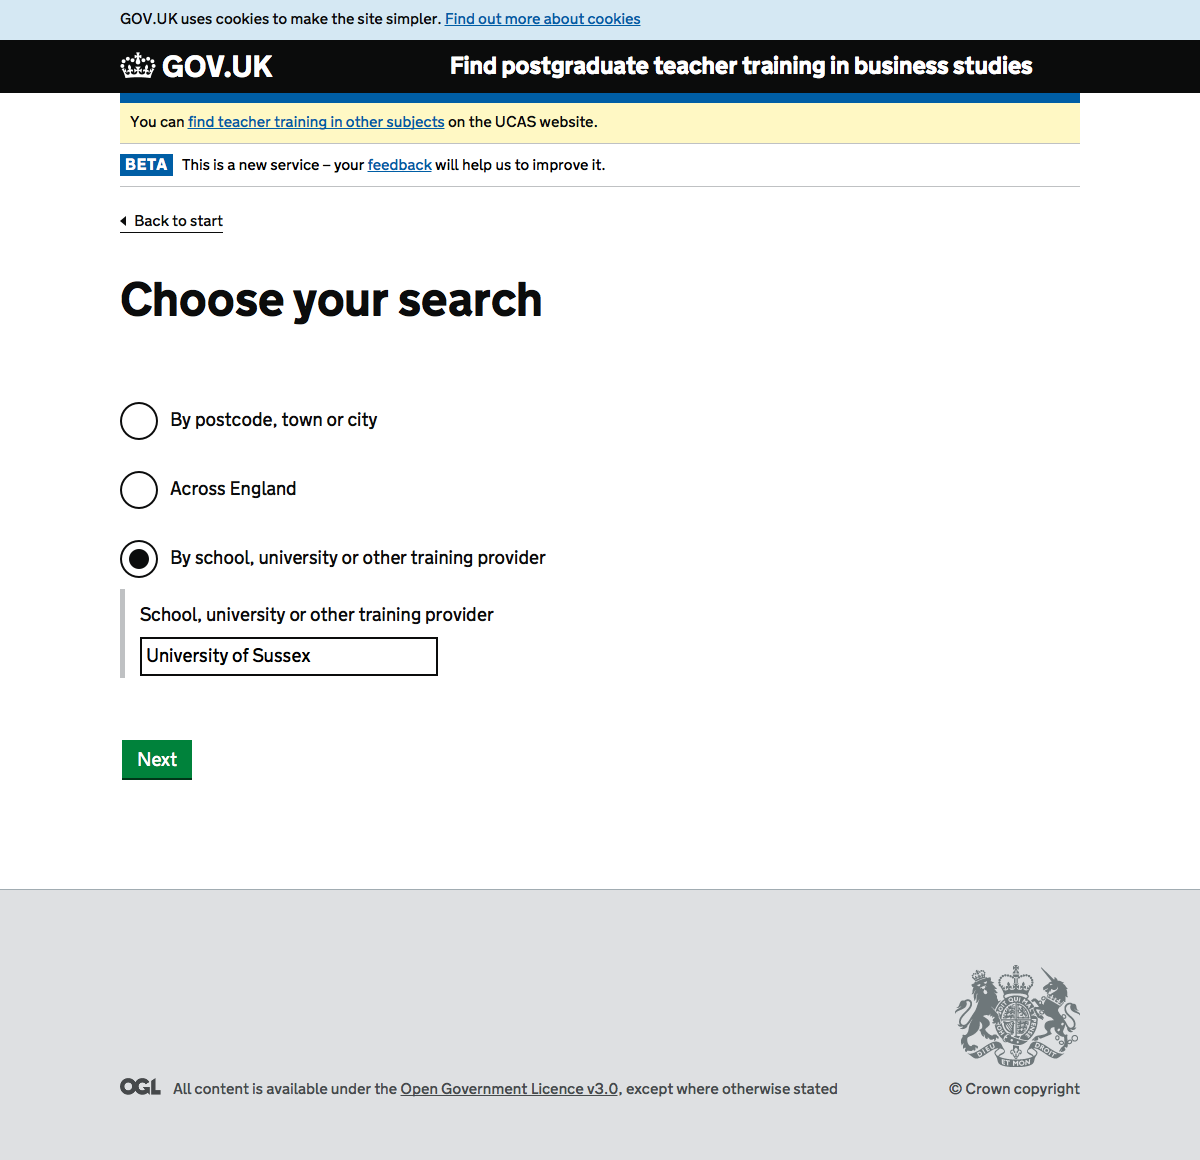 GOV.UK uses cookies to make the site simpler. Find out more about cookies
GOV.UK
Find postgraduate teacher training in business studies
You can find teacher training in other subjects on the UCAS website.
BETA This is a new service – your feedback will help us to improve it.
Back to start
Choose your search
By postcode, town or city
Across England
By school, university or other training provider
School, university or other training provider
University of Sussex
Next
DIEU ET MON DROIT
OGL All content is available under the Open Government Licence v3.0, except where otherwise stated
© Crown copyright